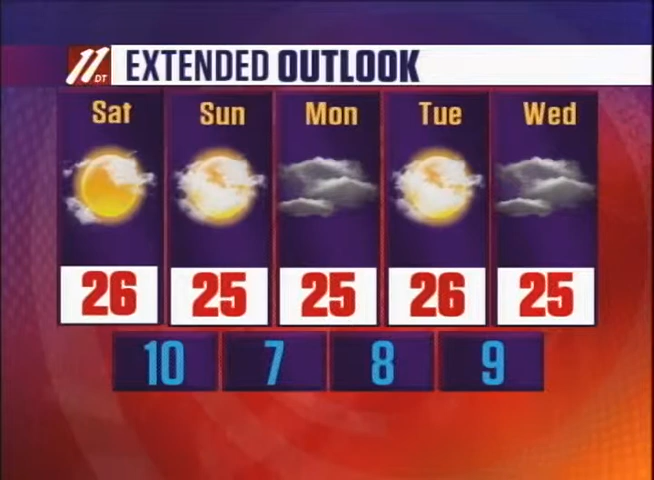 11 DT EXTENDED OUTLOOK
Sat Sun Mon Tue Wed
26 25 25 26 25
10 7 8 9